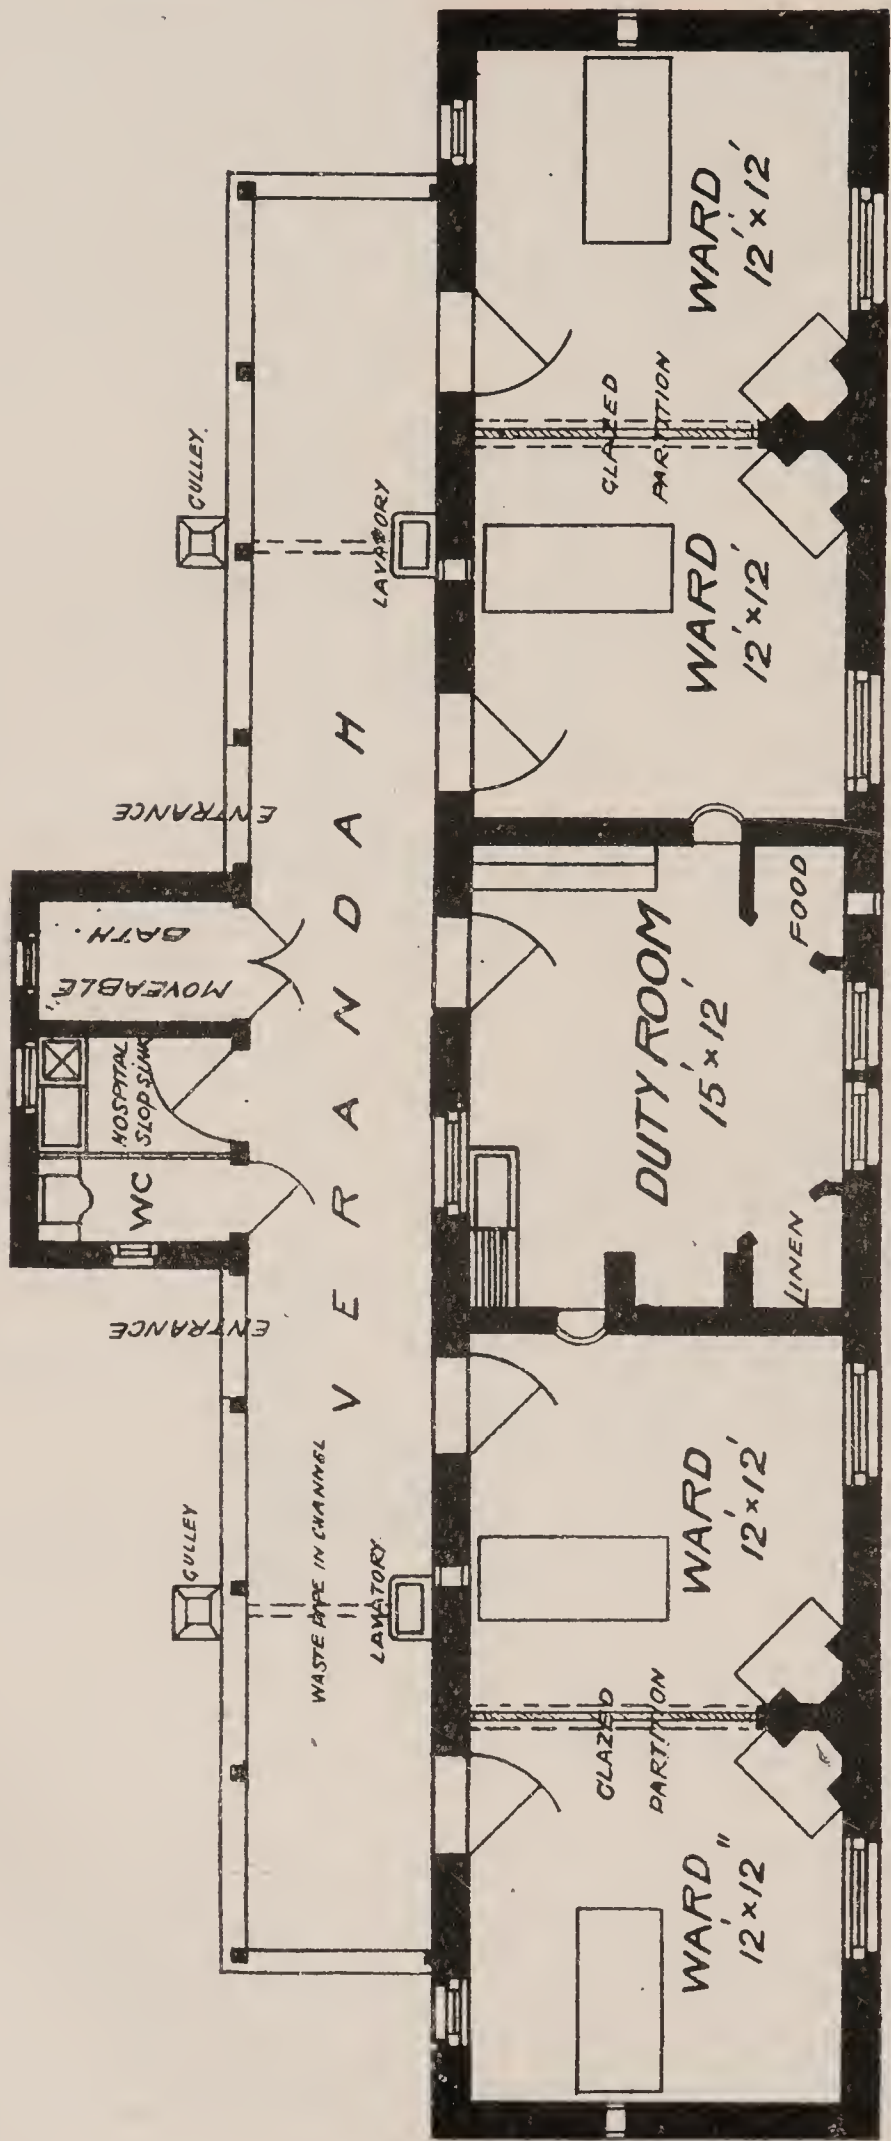 GULLEY
GULLEY.
ENTRANCE
ENTRANCE
WC
HOSPITAL
SLOP SINK
MOVEABLE
BATH.
WASTE PIPE IN CHANNEL
VERANDAH
LAVATORY.
LAVATORY
WARD
12' x 12"
GLAZED
PARTITION
WARD
12' x 12'
LINEN
DUTY ROOM
15' x 12'
FOOD
WARD
12' x 12'
GLAZED
PARTITION
WARD
12' x 12'